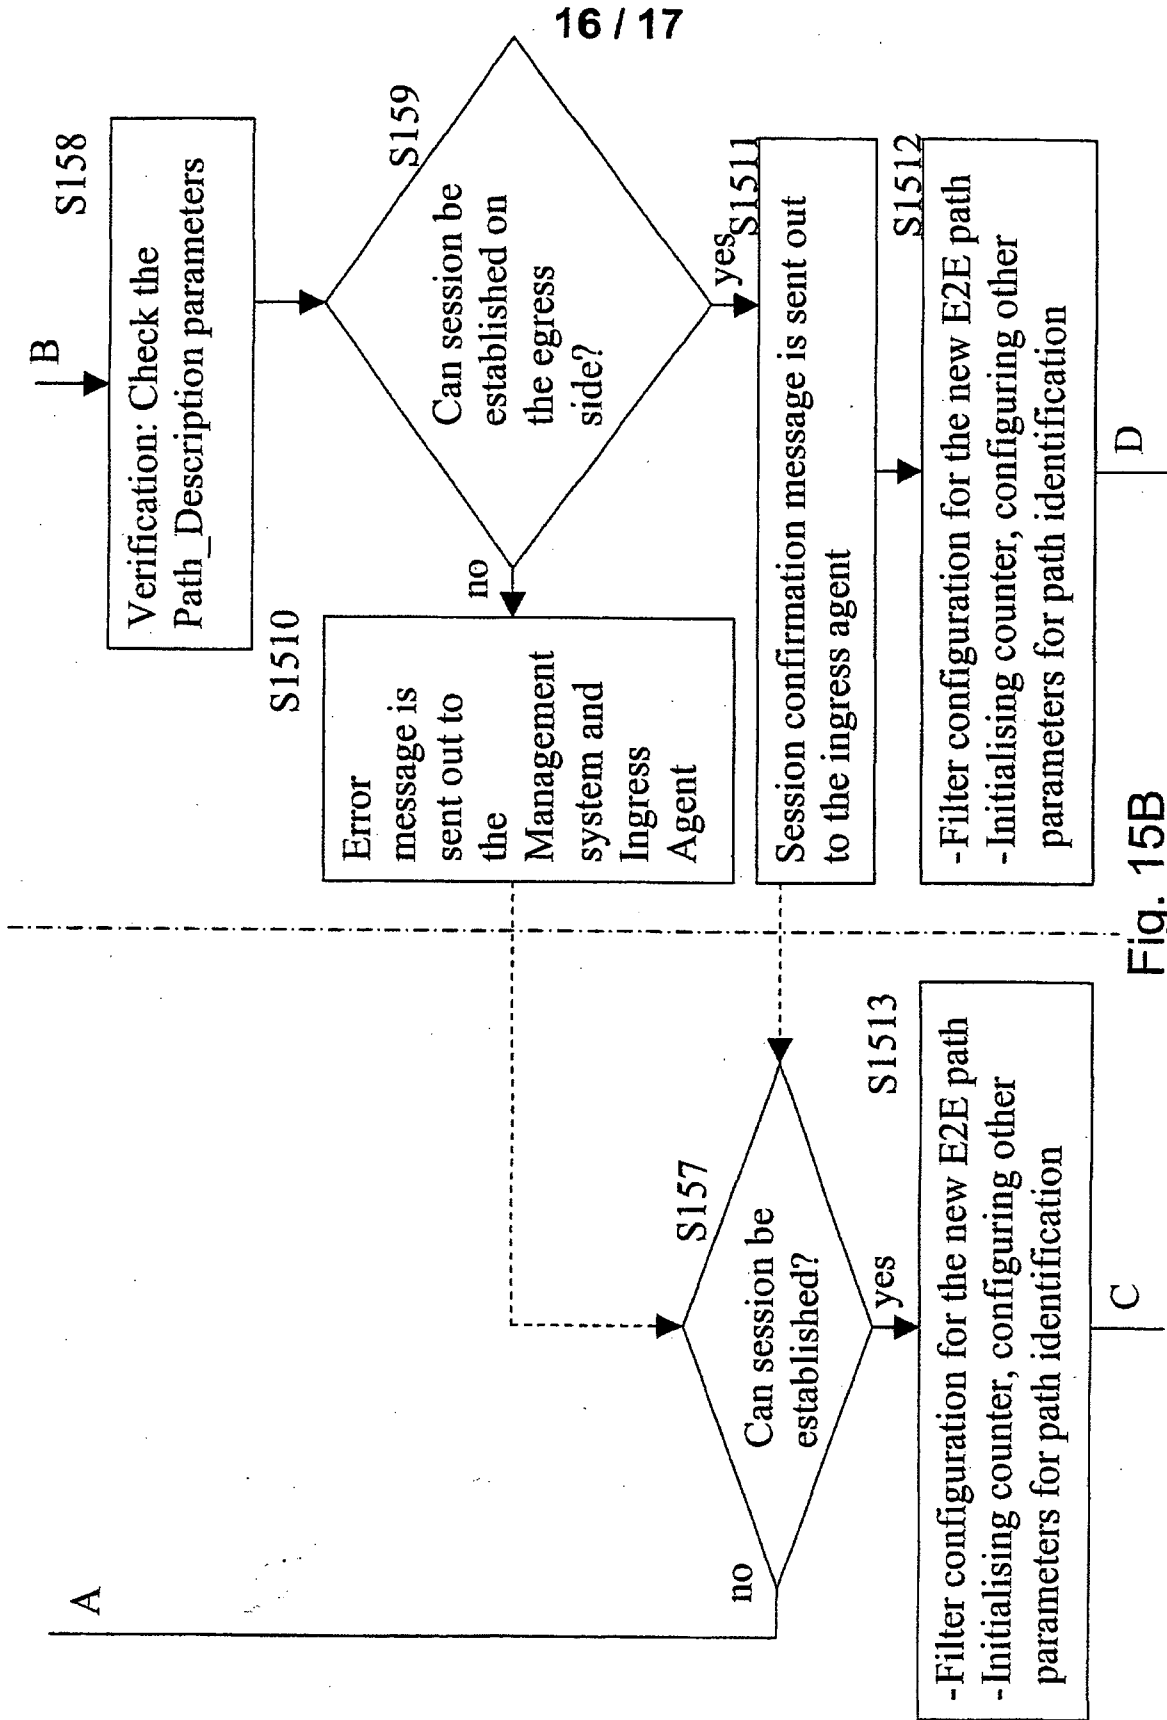 16 / 17
B
S158
Verification: Check the
Path_Description parameters
S159
Can session be
established on
the egress
side?
no
yes
S1510
Error
message is
sent out to
the
Management
system and
Ingress
Agent
S1511
Session confirmation message is sent out
to the ingress agent
S1512
-Filter configuration for the new E2E path
-Initialising counter, configuring other
parameters for path identification
D
A
S157
Can session be
established?
no
yes
S1513
-Filter configuration for the new E2E path
-Initialising counter, configuring other
parameters for path identification
C
Fig. 15B